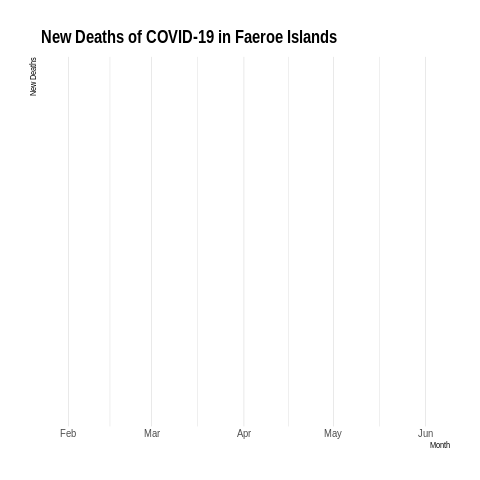 New Deaths of COVID-19 in Faeroe Islands
New Deaths
Feb Mar Apr May Jun
Month